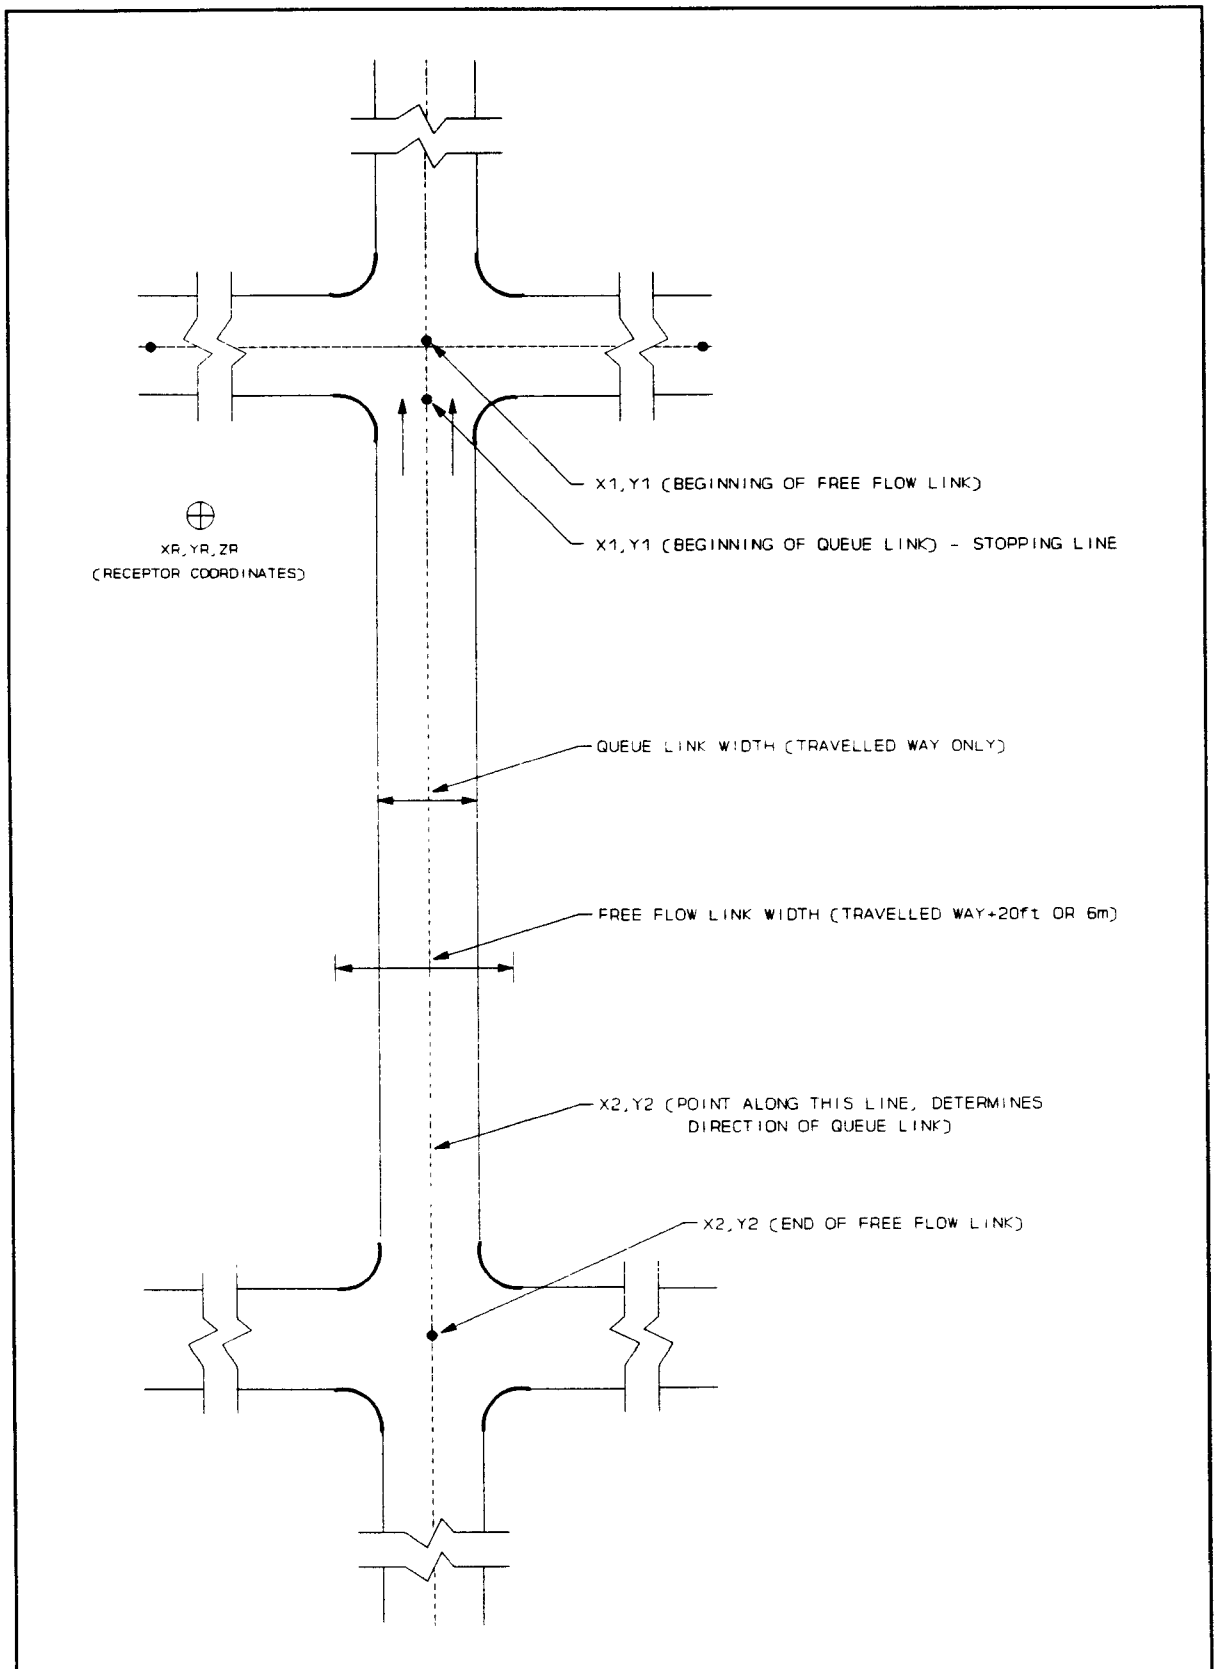 X1,Y1 (BEGINNING OF FREE FLOW LINK)
X1,Y1 (BEGINNING OF QUEUE LINK) - STOPPING LINE
XR,YR,ZR
(RECEPTOR COORDINATES)
QUEUE LINK WIDTH (TRAVELLED WAY ONLY)
FREE FLOW LINK WIDTH (TRAVELLED WAY+20ft OR 6m)
X2,Y2 (POINT ALONG THIS LINE, DETERMINES
DIRECTION OF QUEUE LINK)
X2,Y2 (END OF FREE FLOW LINK)